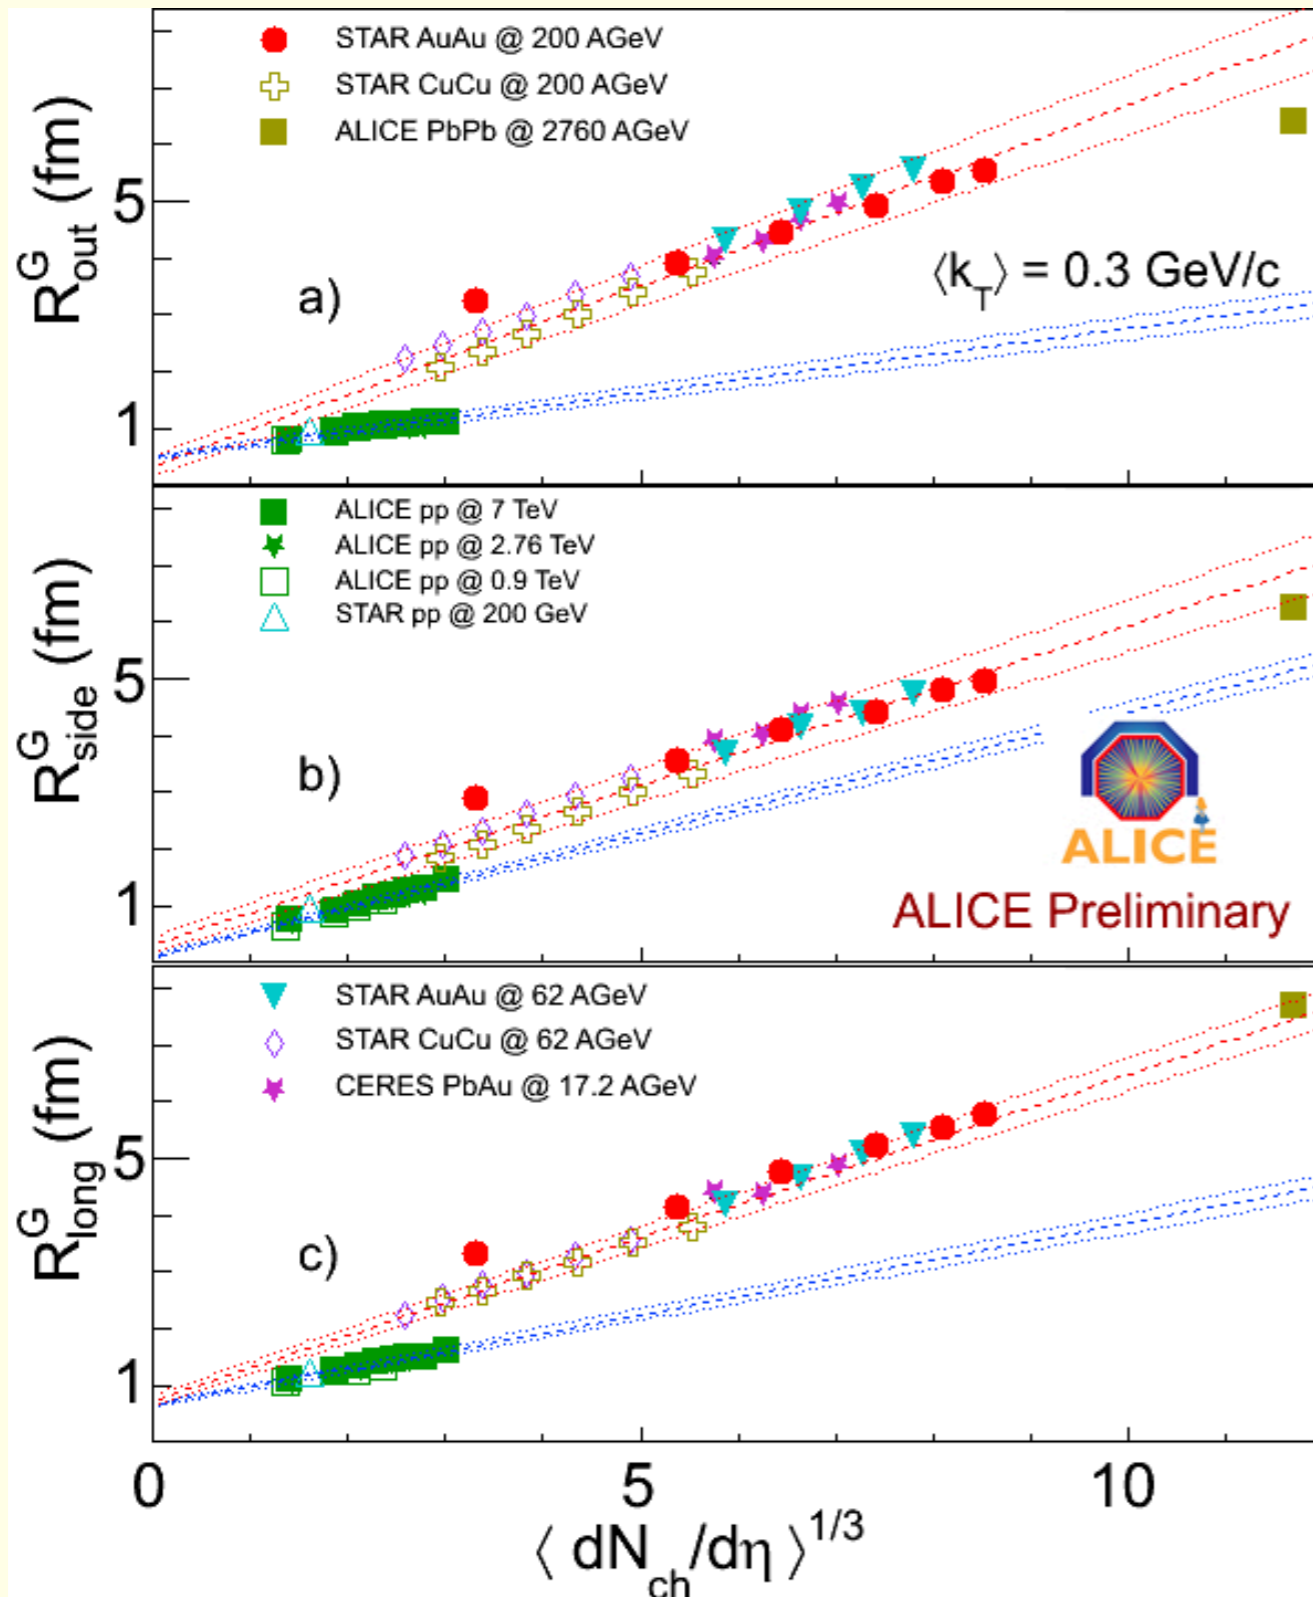 STAR AuAu @ 200 AGeV
STAR CuCu @ 200 AGeV
ALICE PbPb @ 2760 AGeV
R^G_out (fm)
5
1
a)
⟨k_T⟩ = 0.3 GeV/c
ALICE pp @ 7 TeV
ALICE pp @ 2.76 TeV
ALICE pp @ 0.9 TeV
STAR pp @ 200 GeV
R^G_side (fm)
5
1
b)
ALICE
ALICE Preliminary
STAR AuAu @ 62 AGeV
STAR CuCu @ 62 AGeV
CERES PbAu @ 17.2 AGeV
R^G_long (fm)
5
1
c)
0 5 10
⟨ dN_ch/dη ⟩^1/3